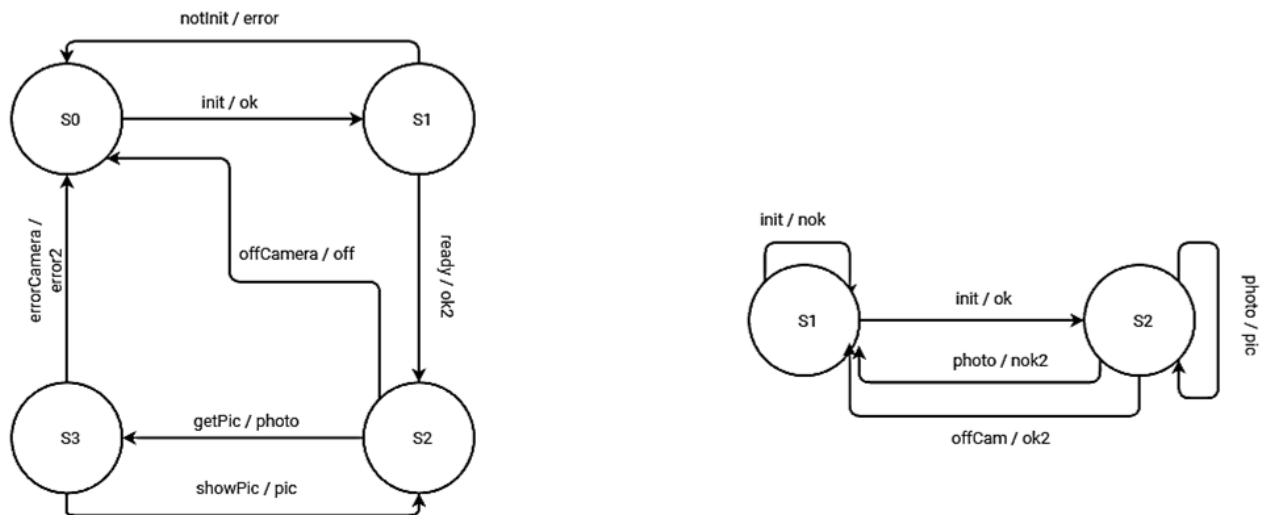 notInit / error
S0
init / ok
S1
errorCamera /
error2
offCamera / off
ready / ok2
S3
getPic / photo
S2
showPic / pic
init / nok
S1
init / ok
S2
photo / pic
photo / nok2
offCam / ok2